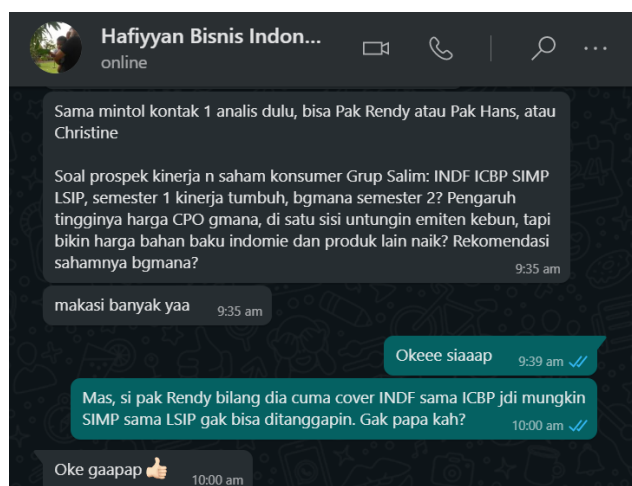 Hafiyyan Bisnis Indon...
online
Sama mintol kontak 1 analis dulu, bisa Pak Rendy atau Pak Hans, atau
Christine
Soal prospek kinerja n saham konsumer Grup Salim: INDF ICBP SIMP
LSIP, semester 1 kinerja tumbuh, bgmana semester 2? Pengaruh
tingginya harga CPO gmana, di satu sisi untungin emiten kebun, tapi
bikin harga bahan baku indomie dan produk lain naik? Rekomendasi
sahamnya bgmana?
9:35 am
makasi banyak yaa 9:35 am
Okeee siaaap 9:39 am
Mas, si pak Rendy bilang dia cuma cover INDF sama ICBP jdi mungkin
SIMP sama LSIP gak bisa ditanggapin. Gak papa kah? 10:00 am
Oke gaapap 👍🏻 10:00 am